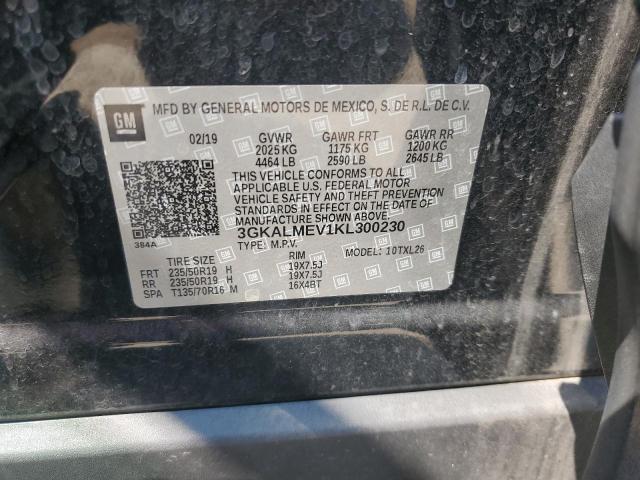 GM
MFD BY GENERAL MOTORS DE MEXICO, S. DE R.L. DE C.V.
02/19 GVWR GAWR FRT GAWR RR
2025 KG 1175 KG 1200 KG
4464 LB 2590 LB 2645 LB
THIS VEHICLE CONFORMS TO ALL
APPLICABLE U.S. FEDERAL MOTOR
VEHICLE SAFETY AND THEFT PREVENTION
STANDARDS IN EFFECT ON THE DATE OF
MANUFACTURE SHOWN ABOVE.
384A
3GKALMEV1KL300230
TYPE: M.P.V. MODEL: 10TXL26
TIRE SIZE RIM
FRT 235/50R19 H 19X7.5J
RR 235/50R19 H 19X7.5J
SPA T135/70R16 M 16X4BT